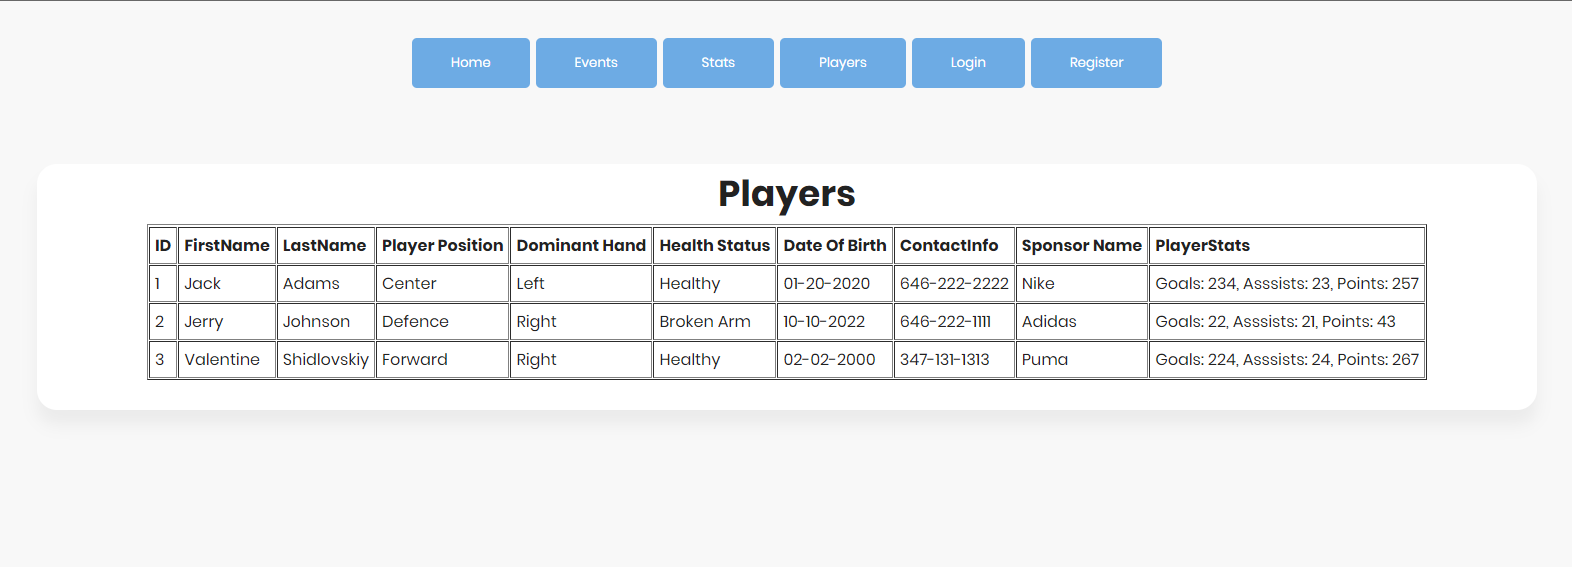 Home Events Stats Players Login Register
Players
ID FirstName LastName Player Position Dominant Hand Health Status Date Of Birth ContactInfo Sponsor Name PlayerStats
1 Jack Adams Center Left Healthy 01-20-2020 646-222-2222 Nike Goals: 234, Asssists: 23, Points: 257
2 Jerry Johnson Defence Right Broken Arm 10-10-2022 646-222-1111 Adidas Goals: 22, Asssists: 21, Points: 43
3 Valentine Shidlovskiy Forward Right Healthy 02-02-2000 347-131-1313 Puma Goals: 224, Asssists: 24, Points: 267